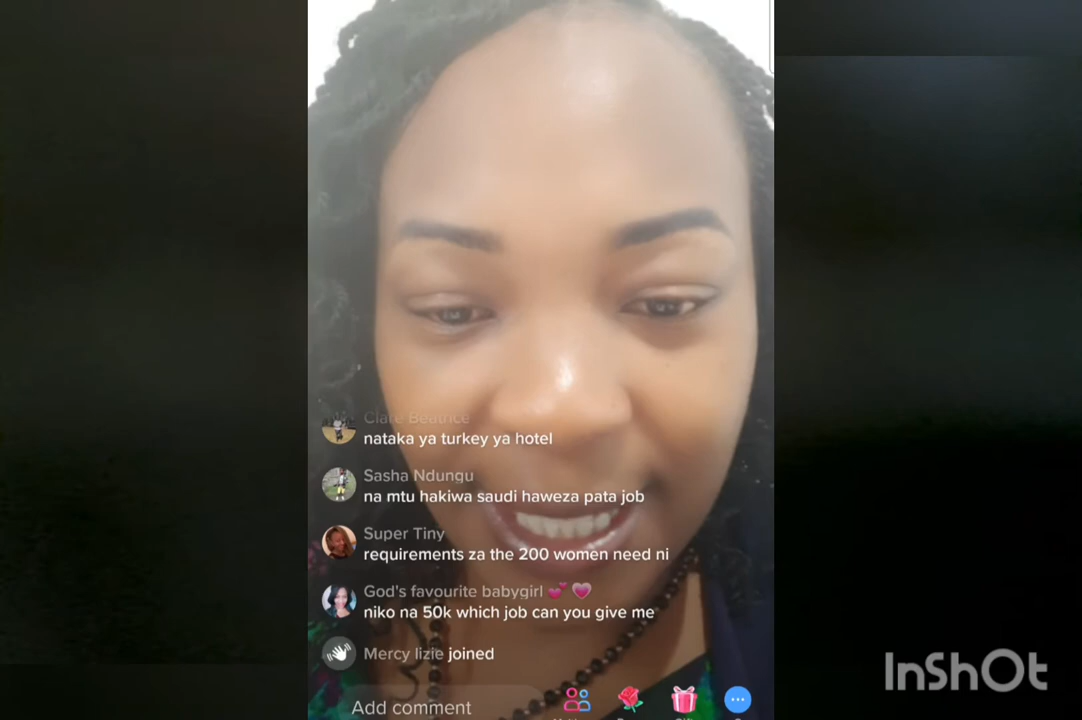 Clare Beatrice
nataka ya turkey ya hotel
Sasha Ndungu
na mtu hakiwa saudi haweza pata job
Super Tiny
requirements za the 200 women need ni
God's favourite babygirl 💕 💗
niko na 50k which job can you give me
Mercy lizie joined
Add comment
InShOt